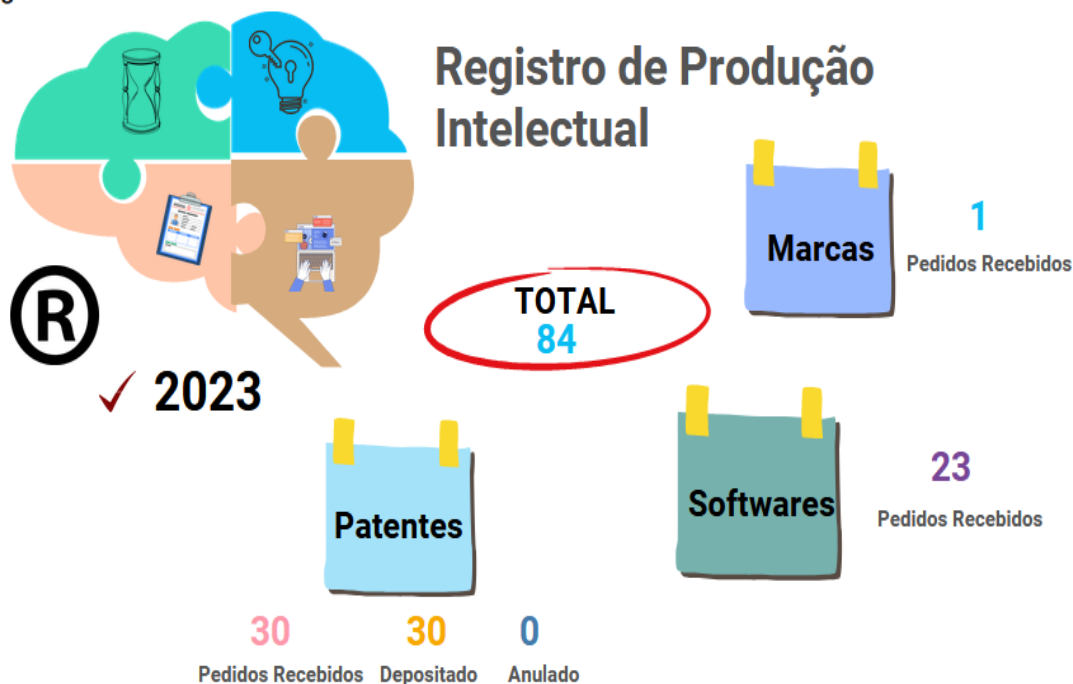 Registro de Produção
Intelectual
Marcas
1
Pedidos Recebidos
TOTAL
84
®
2023
Softwares
23
Pedidos Recebidos
Patentes
30
Pedidos Recebidos
30
Depositado
0
Anulado